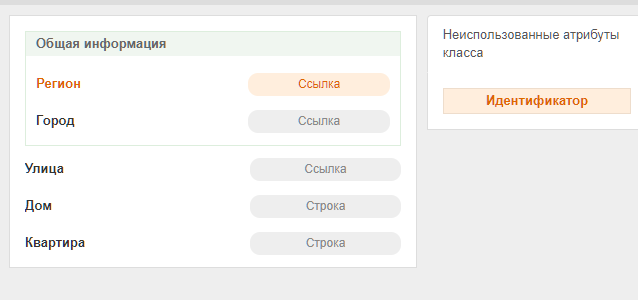 Общая информация
Регион Ссылка
Город Ссылка
Улица Ссылка
Дом Строка
Квартира Строка
Неиспользованные атрибуты
класса
Идентификатор